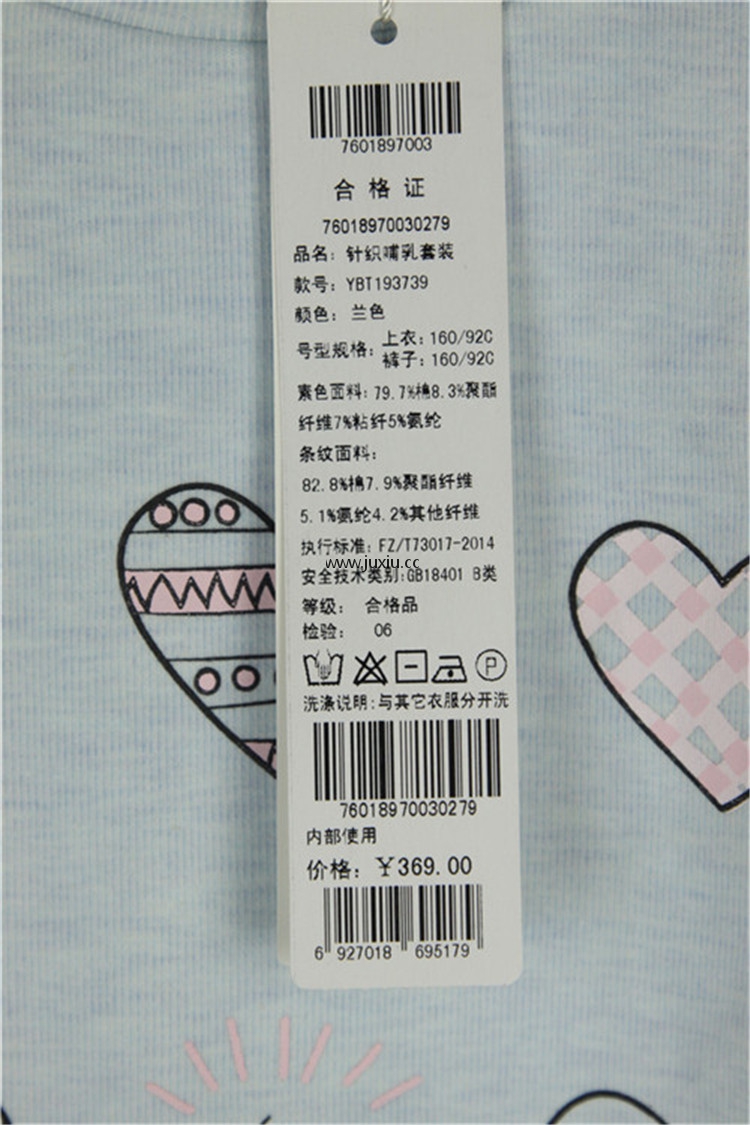 7601897003
合格证
76018970030279
品名：针织哺乳套装
款号：YBT193739
颜色：兰色
号型规格：上衣：160/92C
裤子：160/92C
素色面料：79.7%棉8.3%聚酯
纤维7%粘纤5%氨纶
条纹面料：
82.8%棉7.9%聚酯纤维
5.1%氨纶4.2%其他纤维
执行标准：FZ/T73017-2014
www.juxiu.cc
安全技术类别：GB18401 B类
等级： 合格品
检验： 06
P
洗涤说明：与其它衣服分开洗
76018970030279
内部使用
价格：￥369.00
6 927018 695179